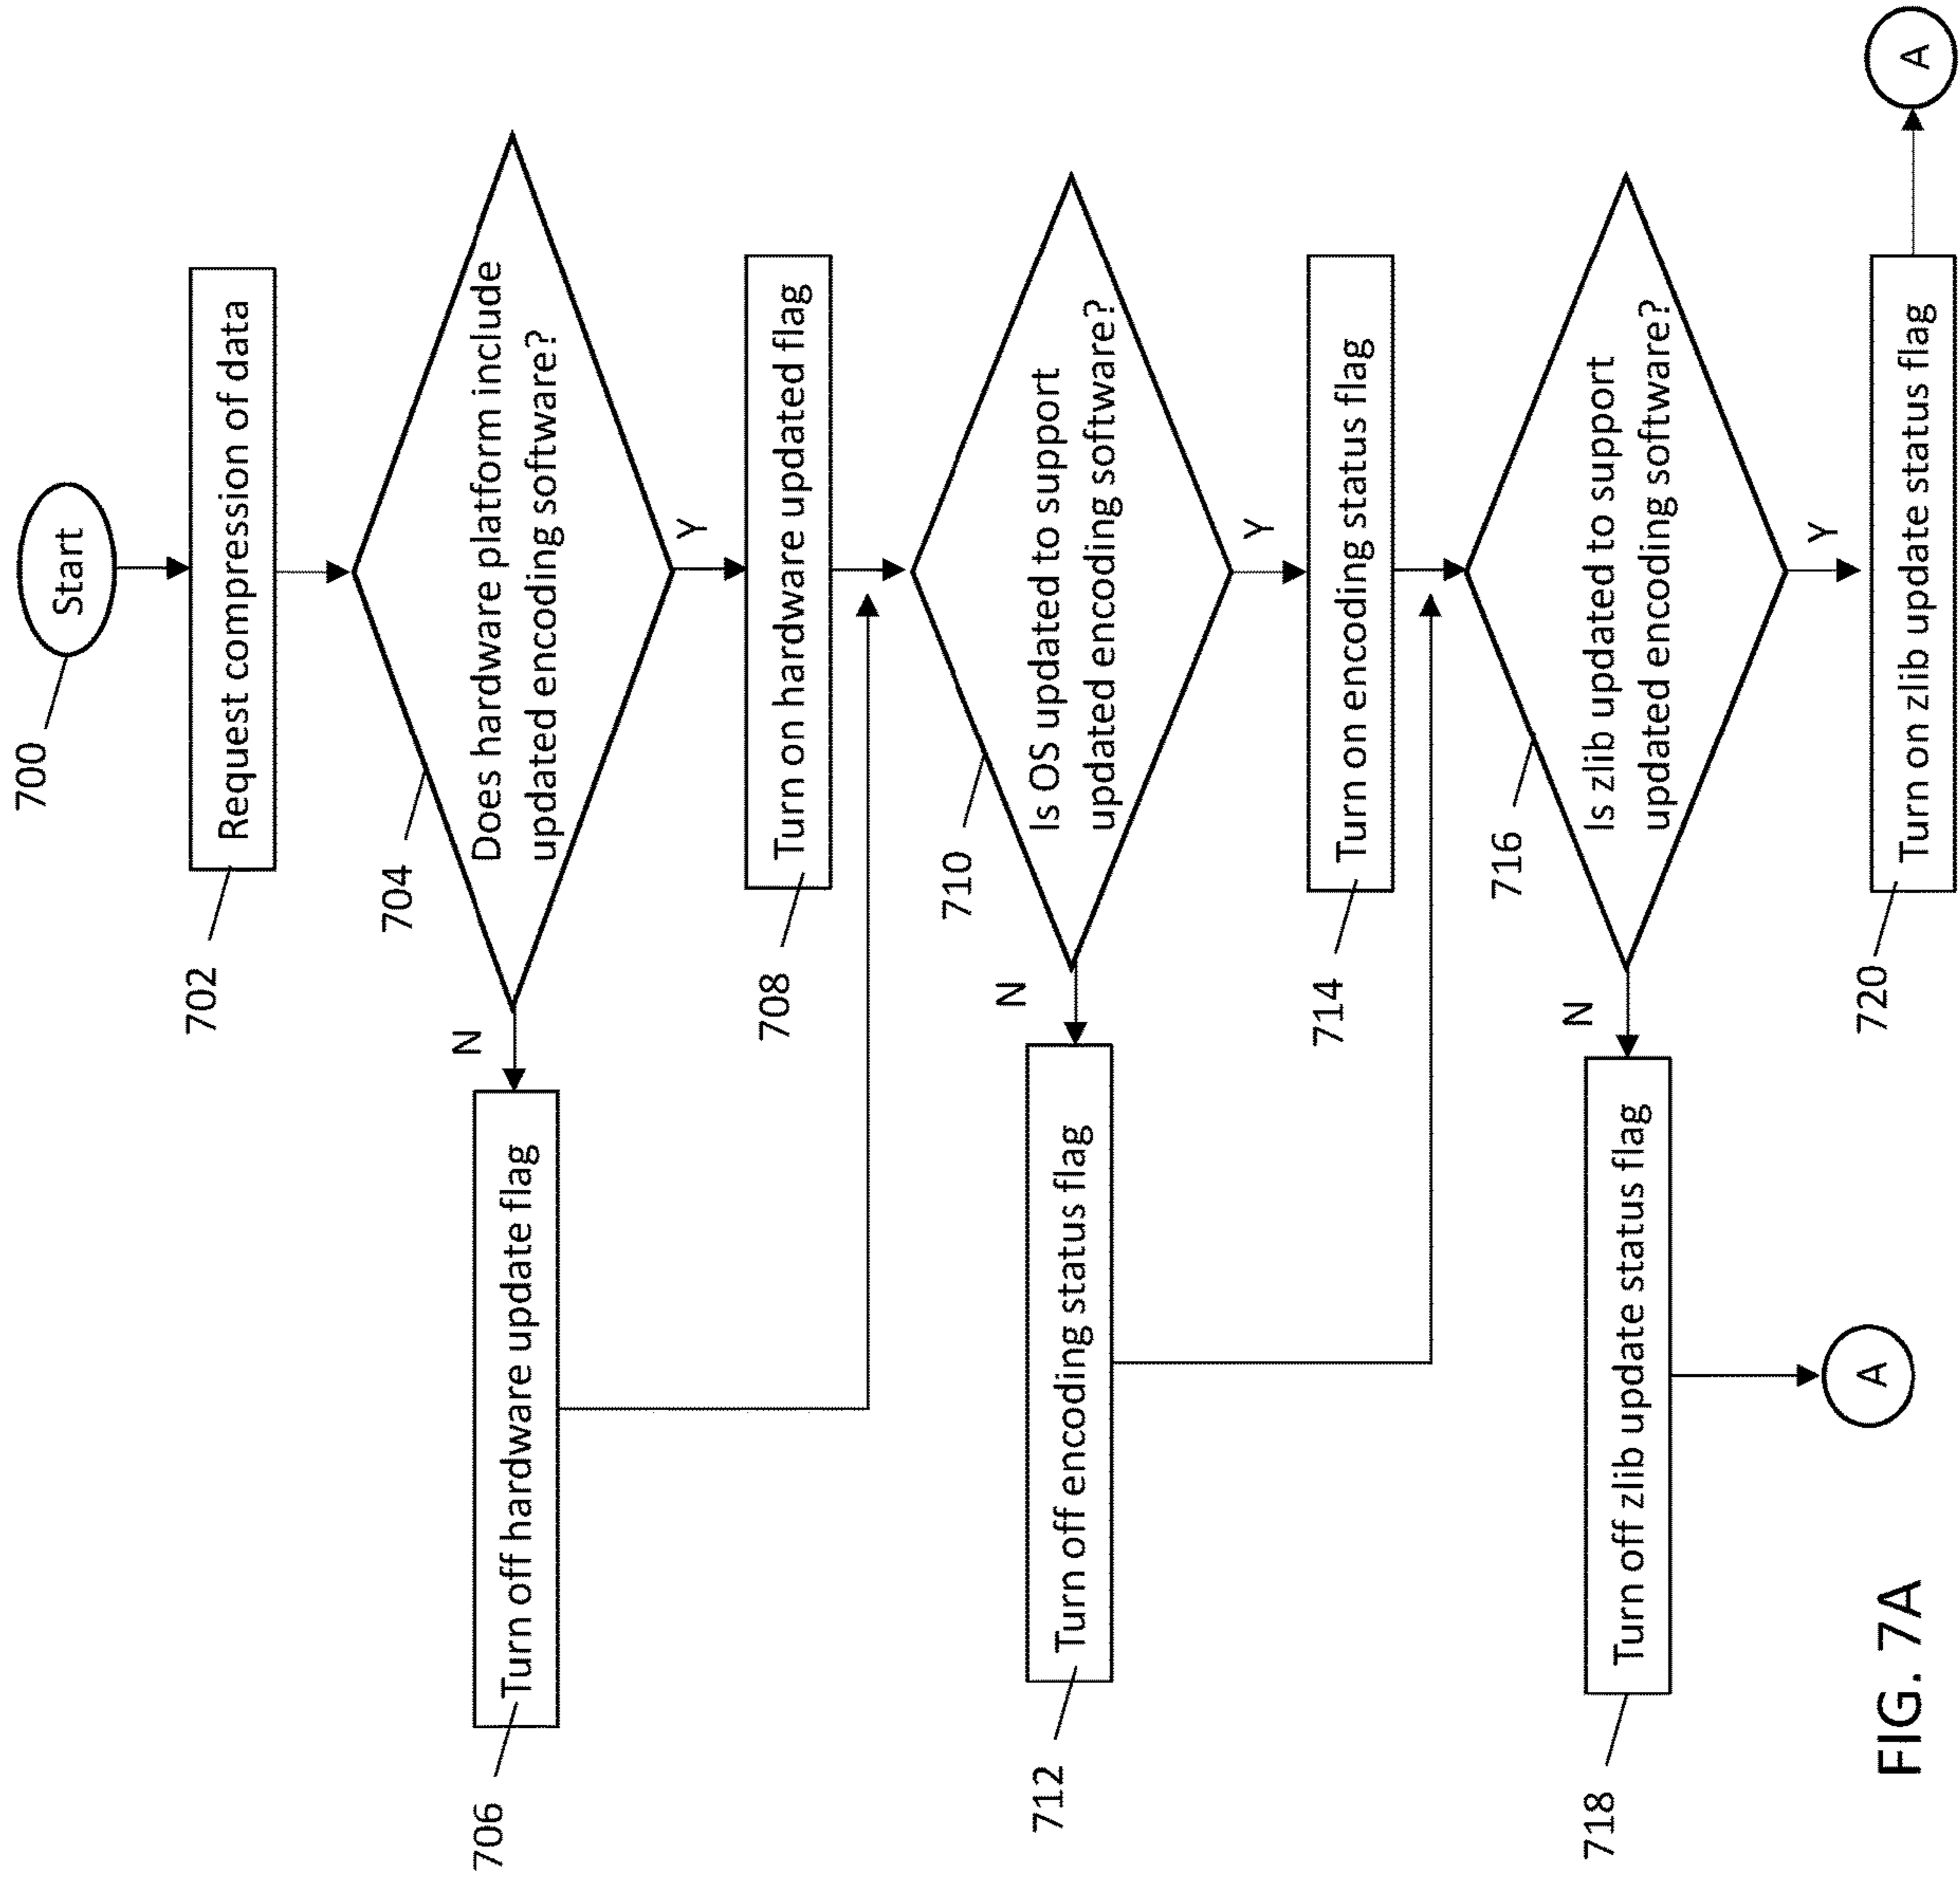 700
Start
702
Request compression of data
704
Does hardware platform include
updated encoding software?
N
Y
706
Turn off hardware update flag
708
Turn on hardware updated flag
710
Is OS updated to support
updated encoding software?
N
Y
712
Turn off encoding status flag
714
Turn on encoding status flag
716
Is zlib updated to support
updated encoding software?
N
Y
718
Turn off zlib update status flag
720
Turn on zlib update status flag
A
A
FIG. 7A